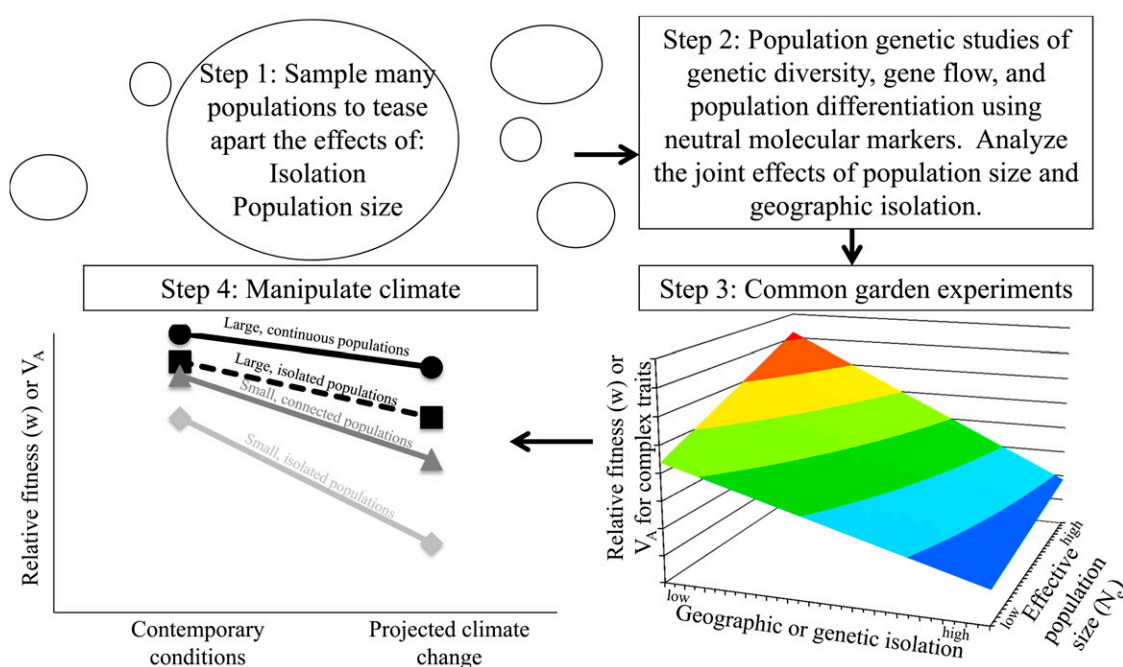 Step 1: Sample many
populations to tease
apart the effects of:
Isolation
Population size
Step 2: Population genetic studies of
genetic diversity, gene flow, and
population differentiation using
neutral molecular markers.  Analyze
the joint effects of population size and
geographic isolation.
Step 3: Common garden experiments
Relative fitness (w) or
V_A for complex traits
low
Geographic or genetic isolation
high
low
Effective
population
size (N_e)
high
Step 4: Manipulate climate
Relative fitness (w) or V_A
Large, continuous populations
Large, isolated populations
Small, connected populations
Small, isolated populations
Contemporary
conditions
Projected climate
change